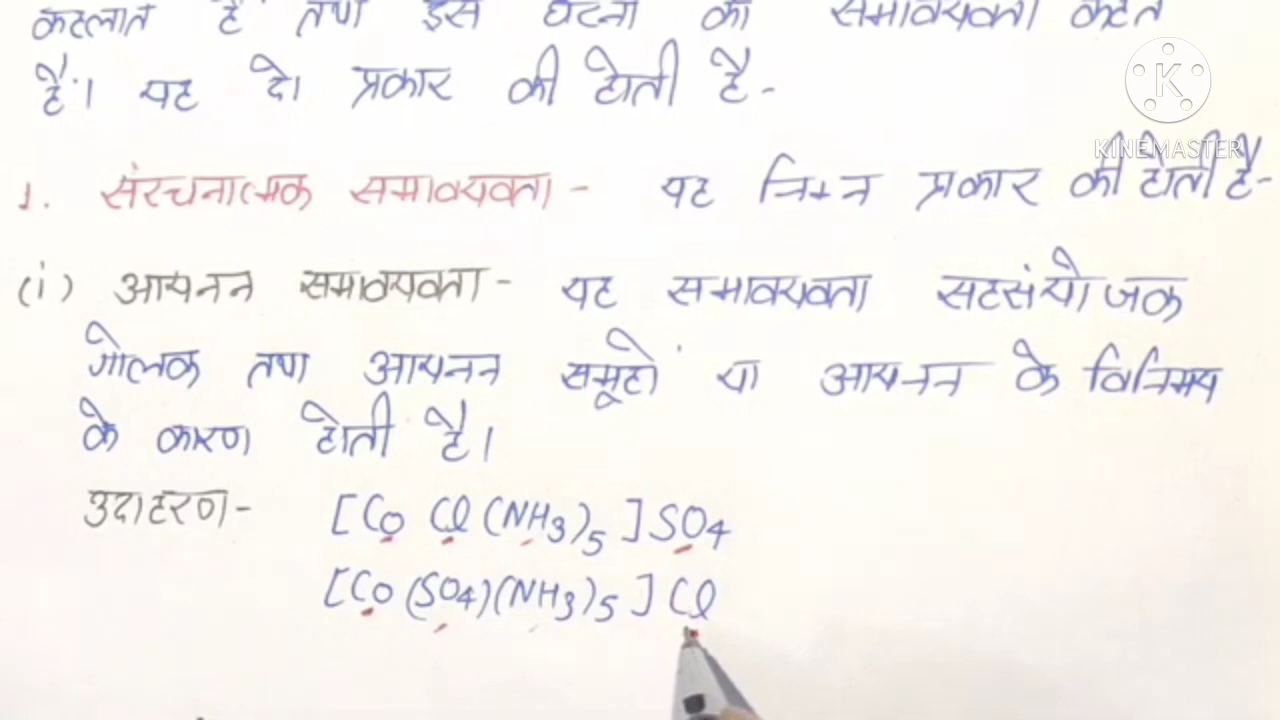 कहलाते हैं तथा इस घटना को समावयवता कहते
हैं। यह दो प्रकार की होती है-
1. संरचनात्मक समावयवता - यह निम्न प्रकार की होती है-
(i) आयनन समावयवता - यह समावयवता सहसंयोजक
गोलक तथा आयनन समूहों या आयनन के विनिमय
के कारण होती है।
उदाहरण- [Co Cl (NH3)5 ] SO4
[Co (SO4) (NH3)5 ] Cl
K
KINEMASTER